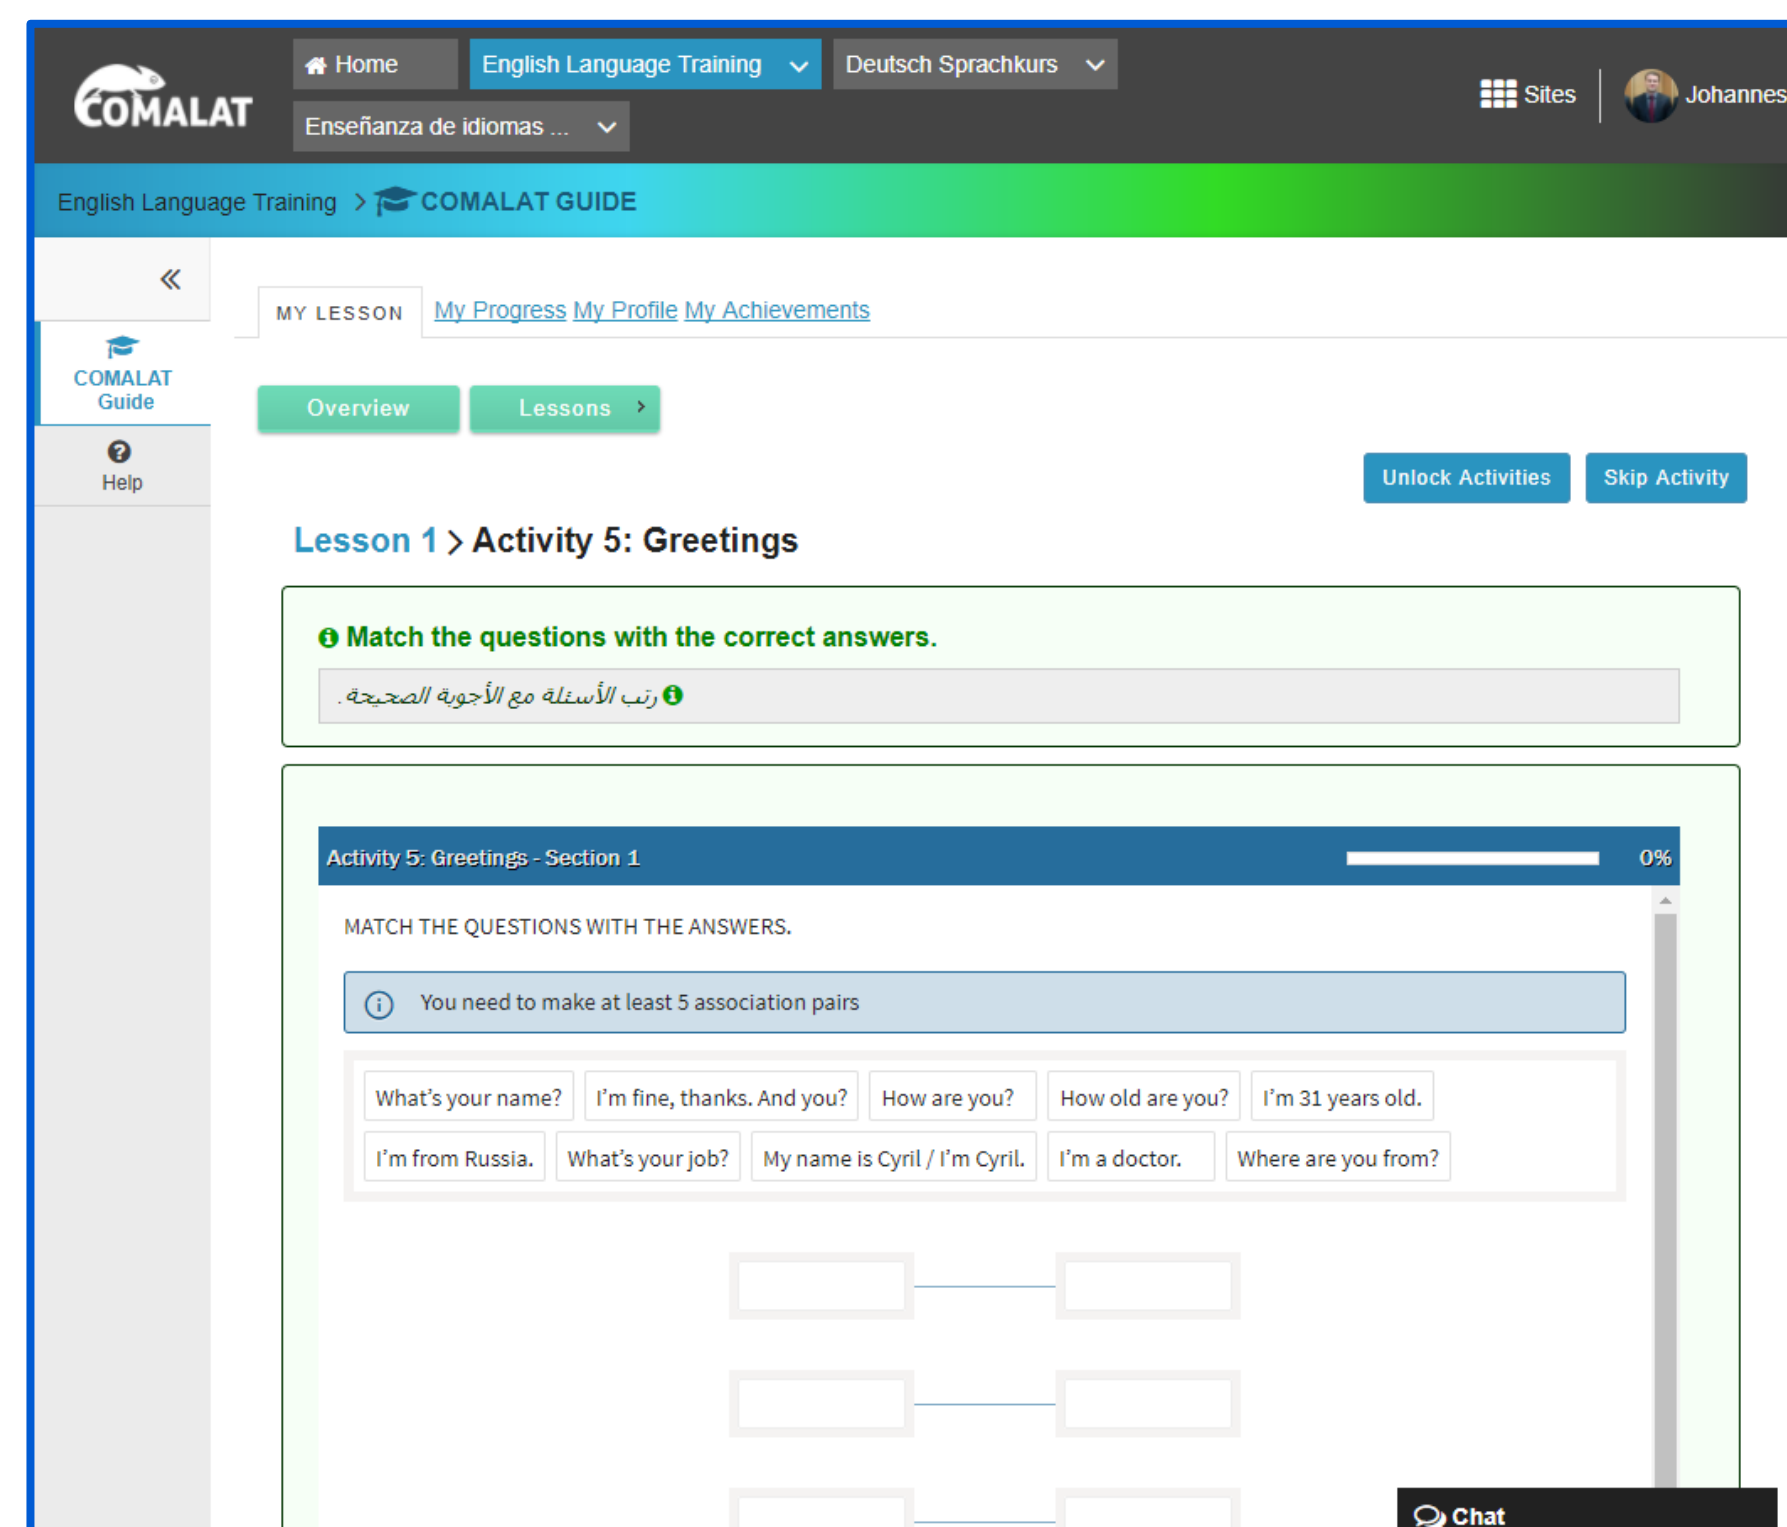 COMALAT
Home
English Language Training
Deutsch Sprachkurs
Enseñanza de idiomas ...
Sites
Johannes
English Language Training > COMALAT GUIDE
MY LESSON My Progress My Profile My Achievements
COMALAT
Guide
Help
Overview
Lessons
Unlock Activities
Skip Activity
Lesson 1 > Activity 5: Greetings
Match the questions with the correct answers.
رتب الأسئلة مع الأجوبة الصحيحة.
Activity 5: Greetings - Section 1
0%
MATCH THE QUESTIONS WITH THE ANSWERS.
You need to make at least 5 association pairs
What’s your name?
I’m fine, thanks. And you?
How are you?
How old are you?
I’m 31 years old.
I’m from Russia.
What’s your job?
My name is Cyril / I’m Cyril.
I’m a doctor.
Where are you from?
Chat